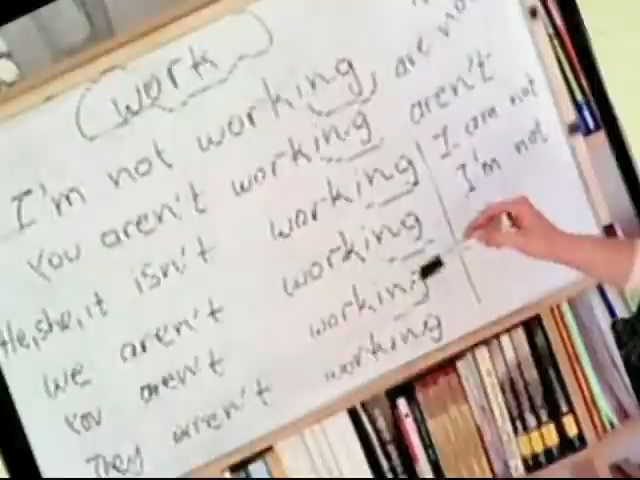 work
I'm not working
You aren't working
He, she, it isn't working
We aren't working
You aren't working
They aren't working
are not
aren't
I am not
I'm not